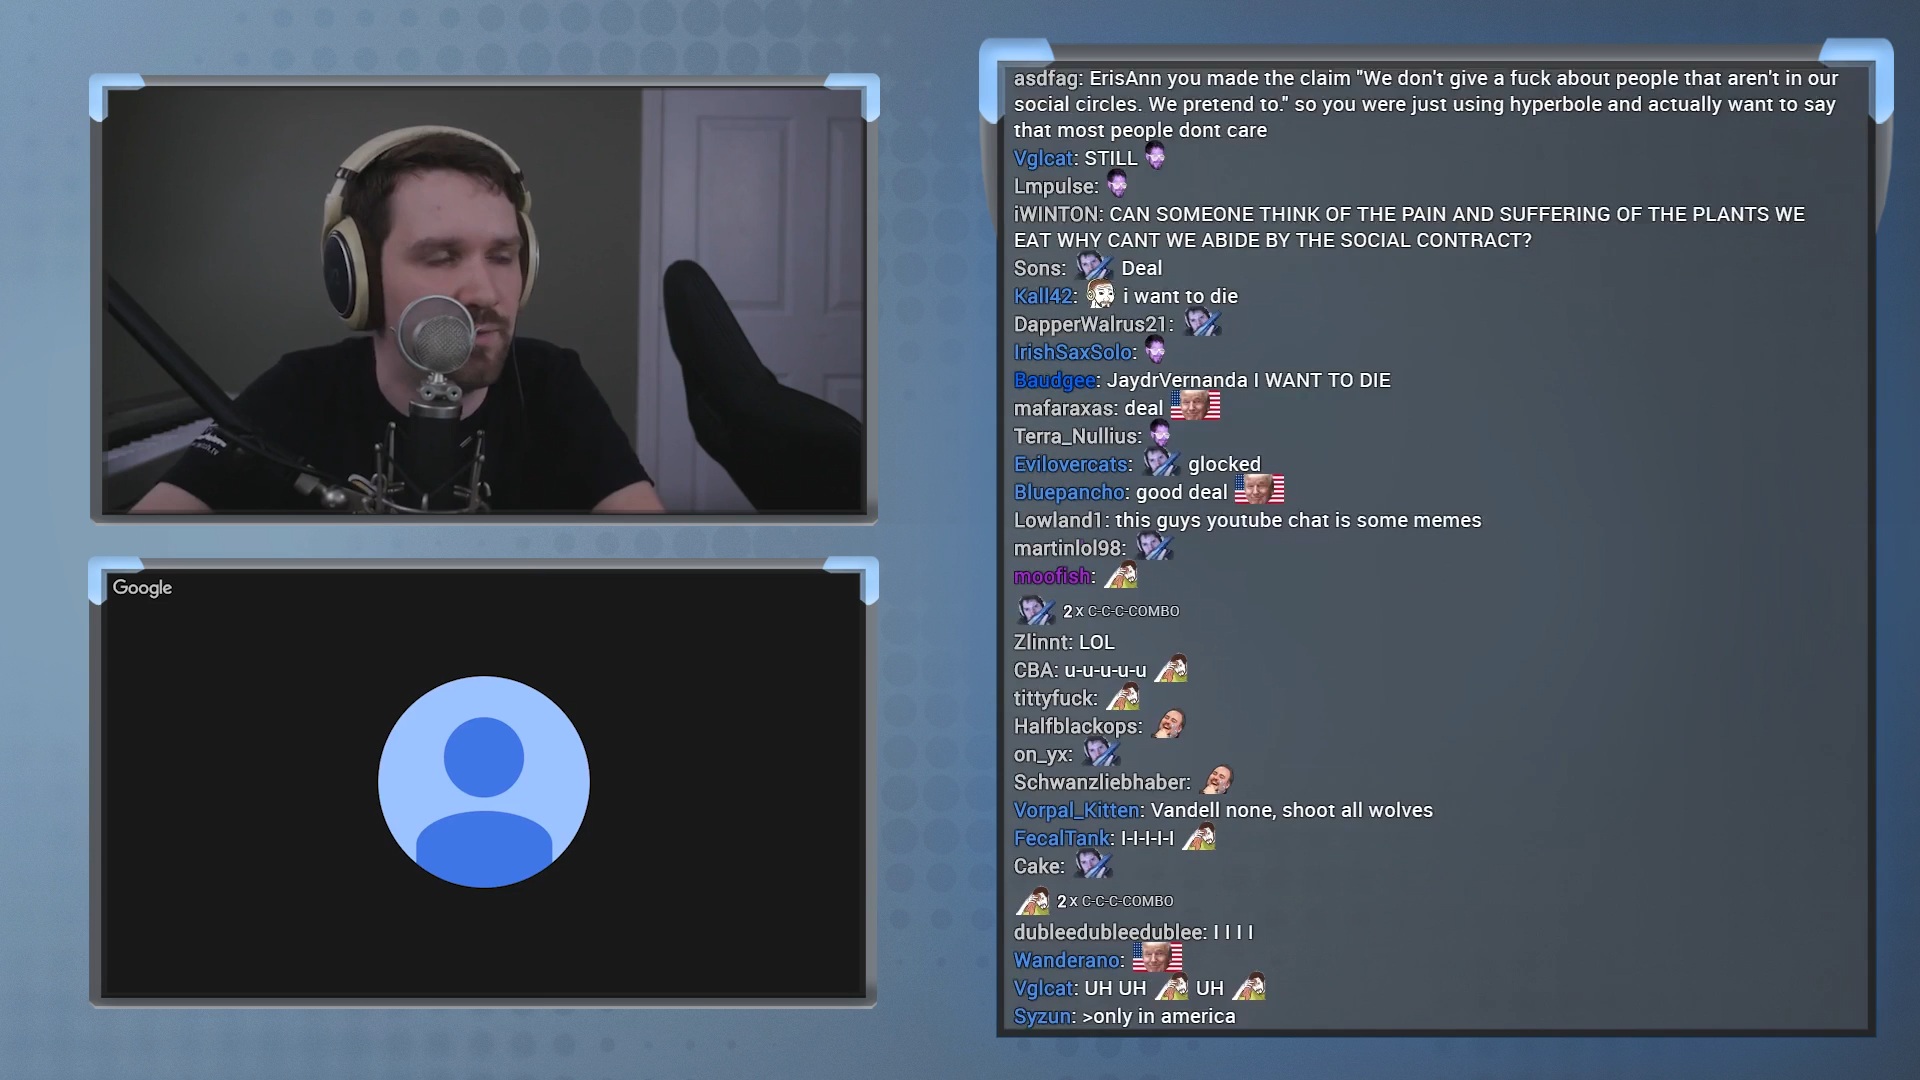 Google
asdfag: ErisAnn you made the claim "We don't give a fuck about people that aren't in our
social circles. We pretend to." so you were just using hyperbole and actually want to say
that most people dont care
Vglcat: STILL
Lmpulse:
iWINTON: CAN SOMEONE THINK OF THE PAIN AND SUFFERING OF THE PLANTS WE
EAT WHY CANT WE ABIDE BY THE SOCIAL CONTRACT?
Sons: Deal
Kall42: i want to die
DapperWalrus21:
IrishSaxSolo:
Baudgee: JaydrVernanda I WANT TO DIE
mafaraxas: deal
Terra_Nullius:
Evilovercats: glocked
Bluepancho: good deal
Lowland1: this guys youtube chat is some memes
martinlol98:
moofish:
2 x C-C-C-COMBO
Zlinnt: LOL
CBA: u-u-u-u-u
tittyfuck:
Halfblackops:
on_yx:
Schwanzliebhaber:
Vorpal_Kitten: Vandell none, shoot all wolves
FecalTank: I-I-I-I-I
Cake:
2 x C-C-C-COMBO
dubleedubleedublee: I I I I
Wanderano:
Vglcat: UH UH UH
Syzun: >only in america